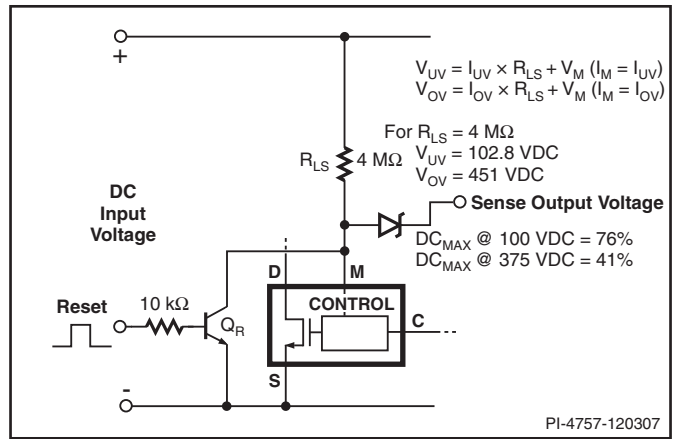 +
V_UV = I_UV × R_LS + V_M (I_M = I_UV)
V_OV = I_OV × R_LS + V_M (I_M = I_OV)
For R_LS = 4 MΩ
V_UV = 102.8 VDC
V_OV = 451 VDC
R_LS
4 MΩ
DC
Input
Voltage
Sense Output Voltage
DC_MAX @ 100 VDC = 76%
DC_MAX @ 375 VDC = 41%
D
M
Reset
10 kΩ
Q_R
CONTROL
C
S
-
PI-4757-120307